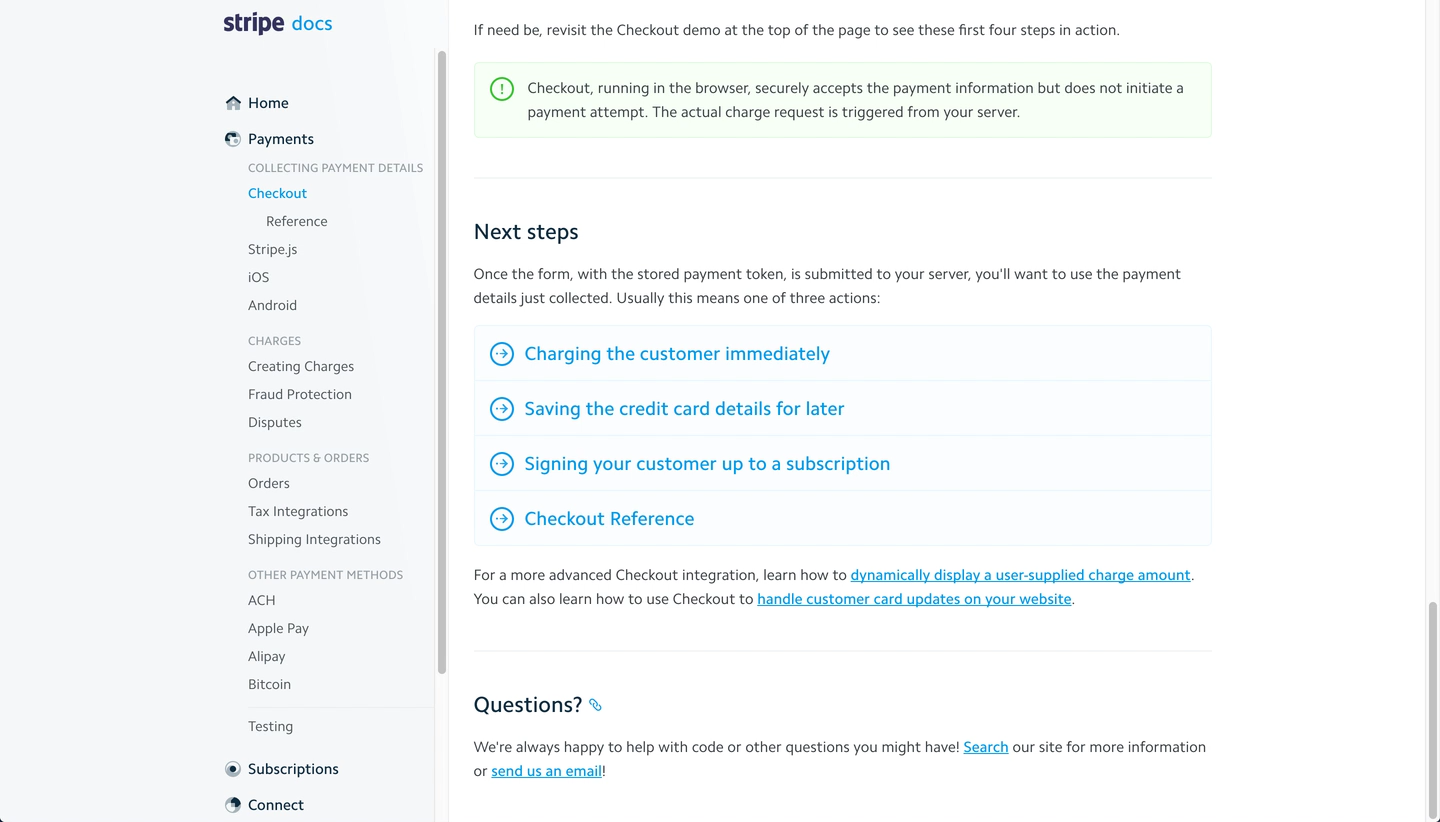 stripe docs
Home
Payments
COLLECTING PAYMENT DETAILS
Checkout
Reference
Stripe.js
iOS
Android
CHARGES
Creating Charges
Fraud Protection
Disputes
PRODUCTS & ORDERS
Orders
Tax Integrations
Shipping Integrations
OTHER PAYMENT METHODS
ACH
Apple Pay
Alipay
Bitcoin
Testing
Subscriptions
Connect
If need be, revisit the Checkout demo at the top of the page to see these first four steps in action.
Checkout, running in the browser, securely accepts the payment information but does not initiate a
payment attempt. The actual charge request is triggered from your server.
Next steps
Once the form, with the stored payment token, is submitted to your server, you'll want to use the payment
details just collected. Usually this means one of three actions:
Charging the customer immediately
Saving the credit card details for later
Signing your customer up to a subscription
Checkout Reference
For a more advanced Checkout integration, learn how to dynamically display a user-supplied charge amount.
You can also learn how to use Checkout to handle customer card updates on your website.
Questions?
We're always happy to help with code or other questions you might have! Search our site for more information
or send us an email!